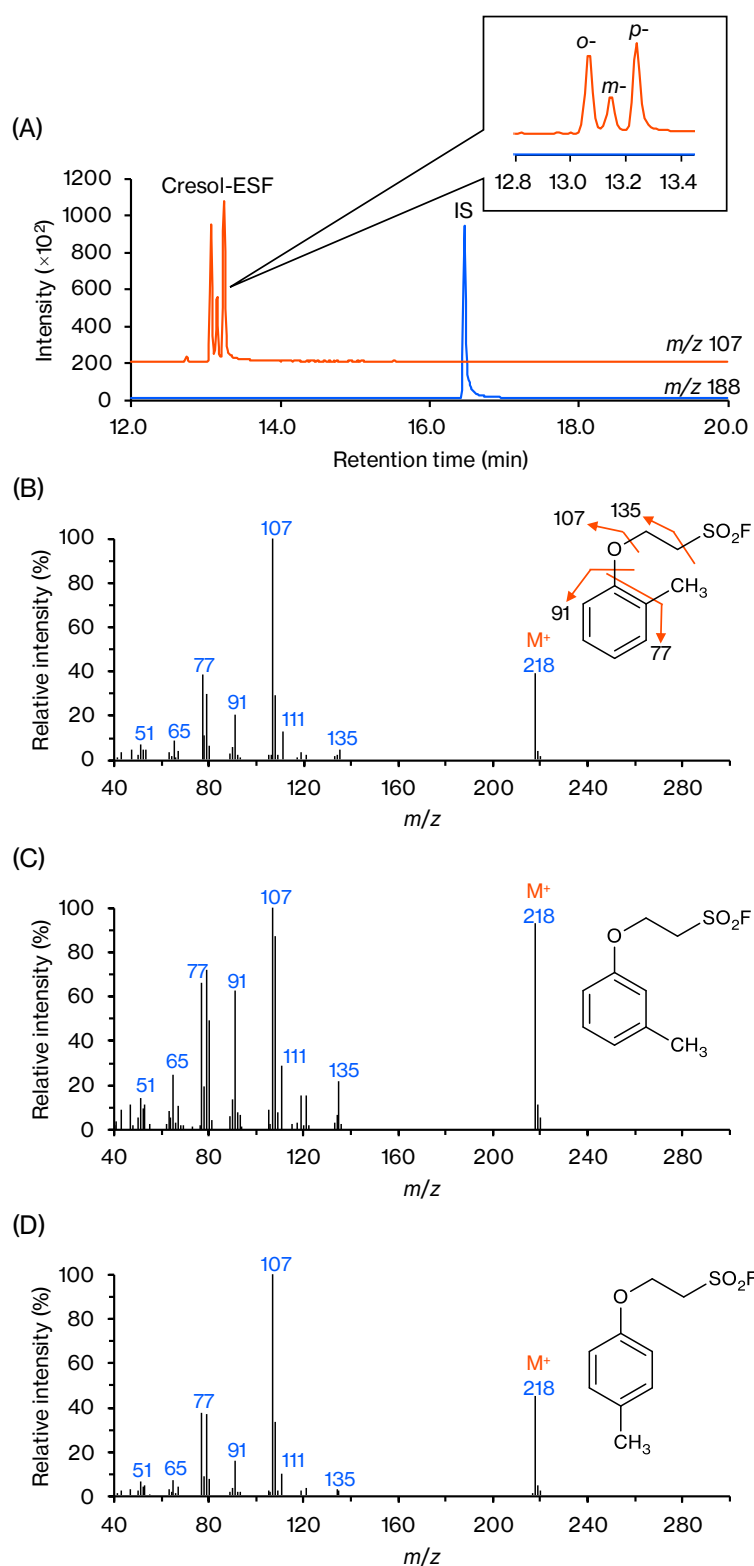 (A)
o-
m-
p-
12.8 13.0 13.2 13.4
Cresol-ESF
IS
Intensity (×10²)
1200
1000
800
600
400
200
0
m/z 107
m/z 188
12.0 14.0 16.0 18.0 20.0
Retention time (min)
(B)
Relative intensity (%)
100
80
60
40
20
0
51 65 77 91 107 111 135
M⁺
218
107 135
O
SO₂F
CH₃
91
77
40 80 120 160 200 240 280
m/z
(C)
Relative intensity (%)
100
80
60
40
20
0
51 65 77 91 107 111 135
M⁺
218
SO₂F
O
CH₃
40 80 120 160 200 240 280
m/z
(D)
Relative intensity (%)
100
80
60
40
20
0
51 65 77 91 107 111 135
M⁺
218
SO₂F
O
CH₃
40 80 120 160 200 240 280
m/z